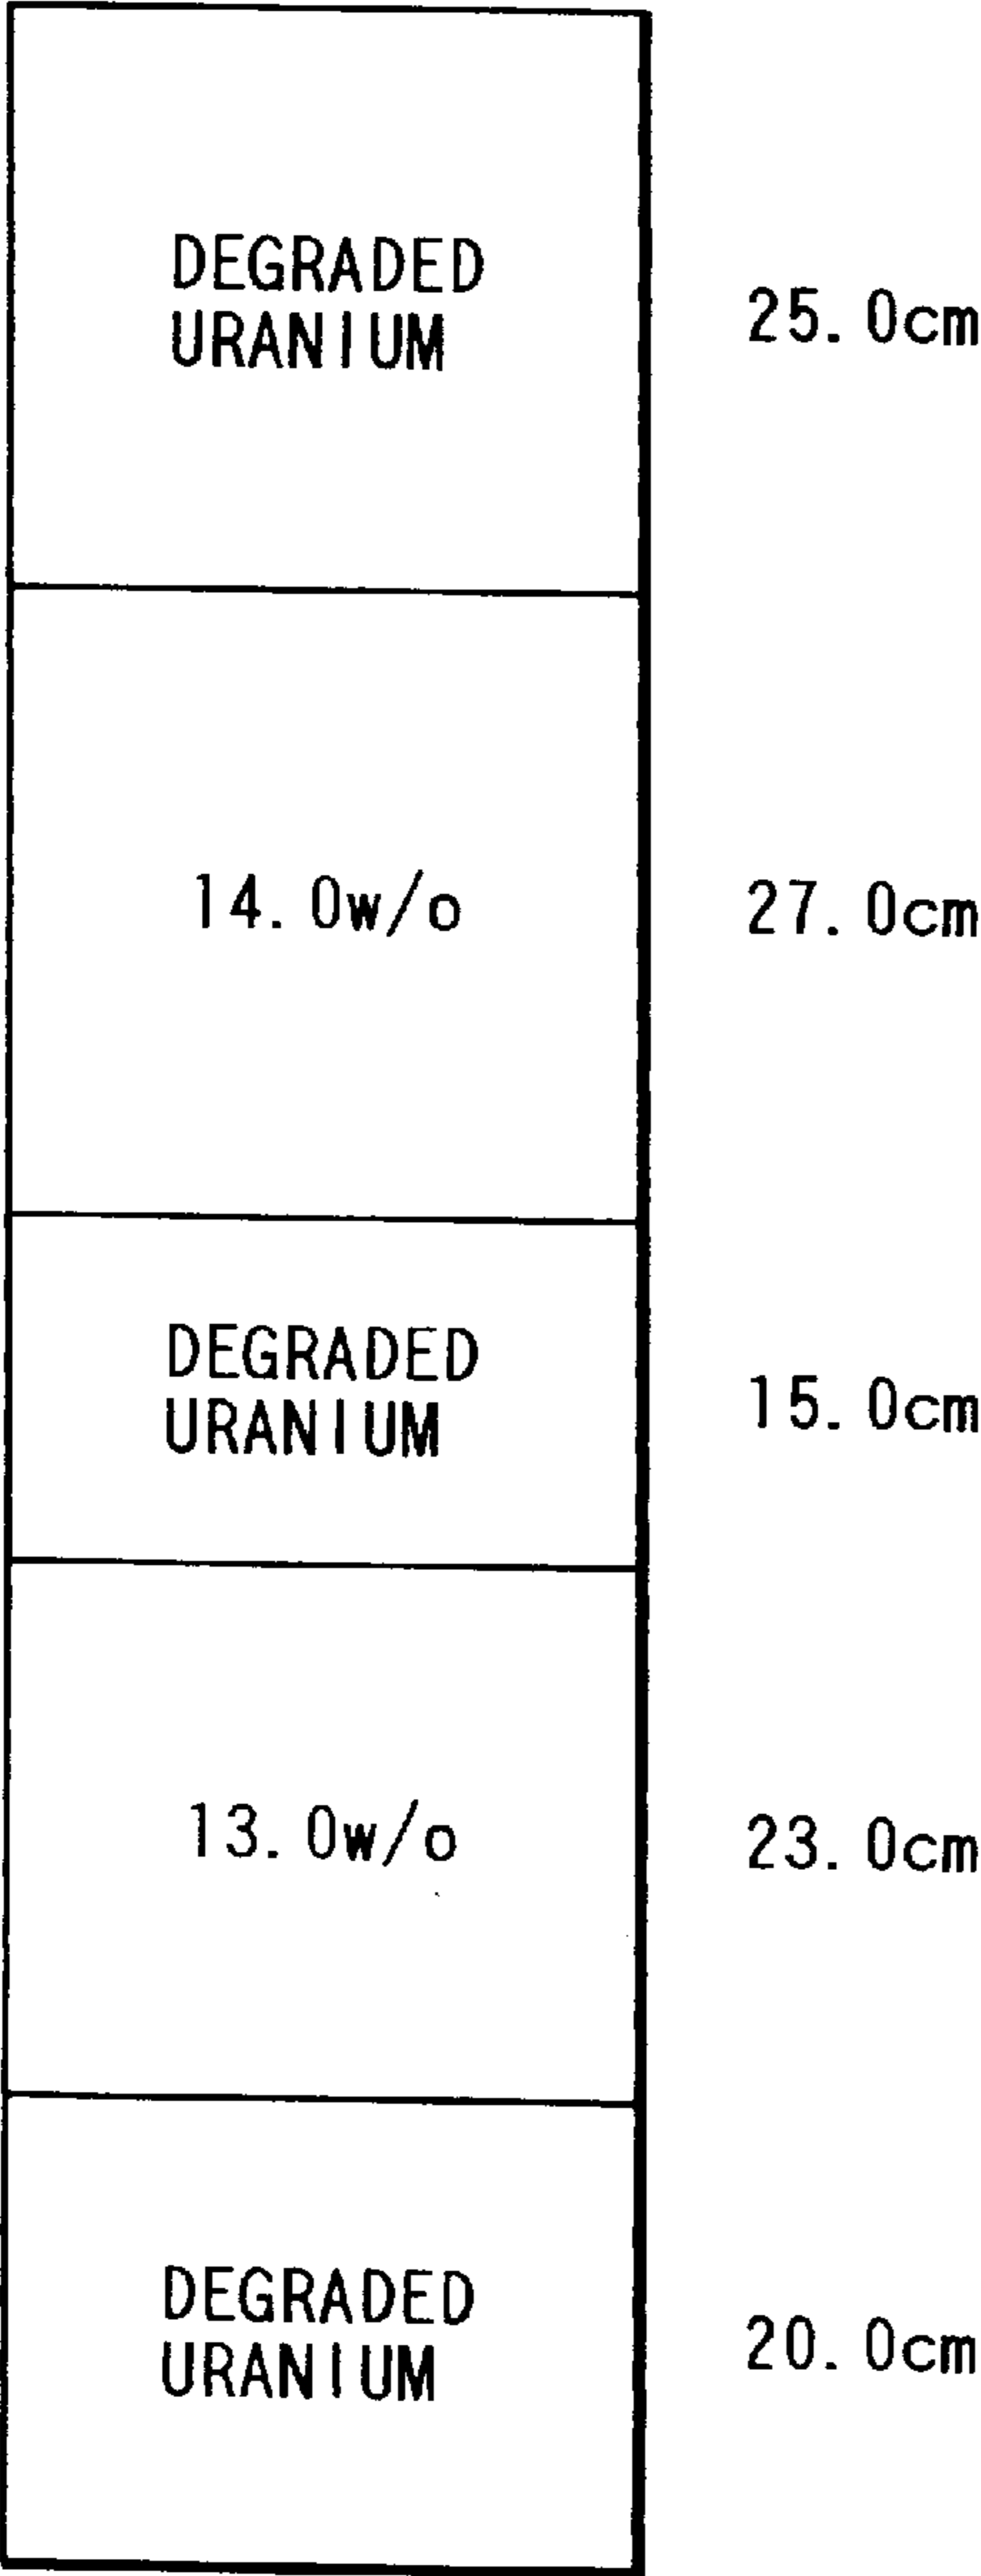 DEGRADED
URANIUM
25.0cm
14.0w/o
27.0cm
DEGRADED
URANIUM
15.0cm
13.0w/o
23.0cm
DEGRADED
URANIUM
20.0cm